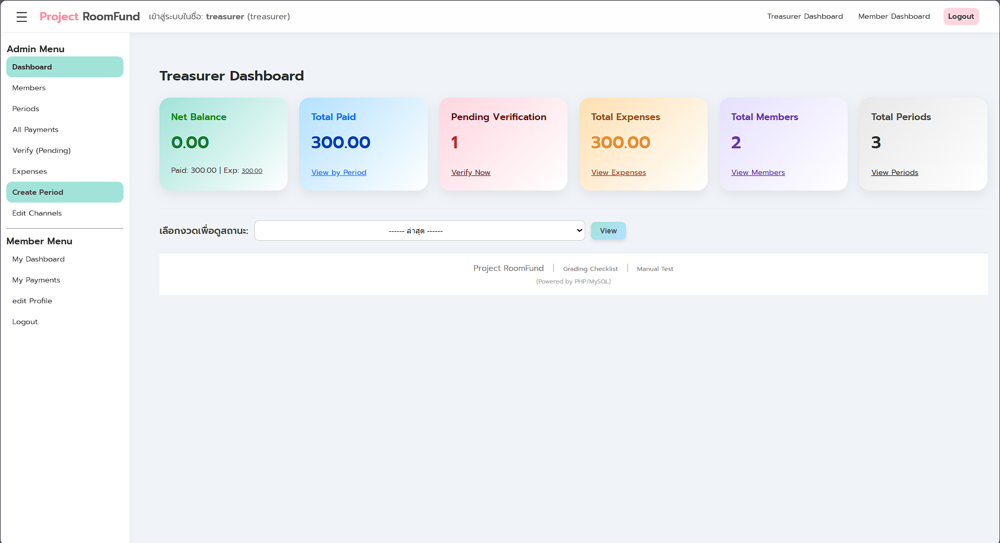 Project RoomFund เข้าสู่ระบบในชื่อ: treasurer (treasurer)
Treasurer Dashboard Member Dashboard Logout
Admin Menu
Dashboard
Members
Periods
All Payments
Verify (Pending)
Expenses
Create Period
Edit Channels
Member Menu
My Dashboard
My Payments
edit Profile
Logout
Treasurer Dashboard
Net Balance
0.00
Paid: 300.00 | Exp: 300.00
Total Paid
300.00
View by Period
Pending Verification
1
Verify Now
Total Expenses
300.00
View Expenses
Total Members
2
View Members
Total Periods
3
View Periods
เลือกงวดเพื่อดูสถานะ: ------ ล่าสุด ------ View
Project RoomFund | Grading Checklist | Manual Test
(Powered by PHP/MySQL)